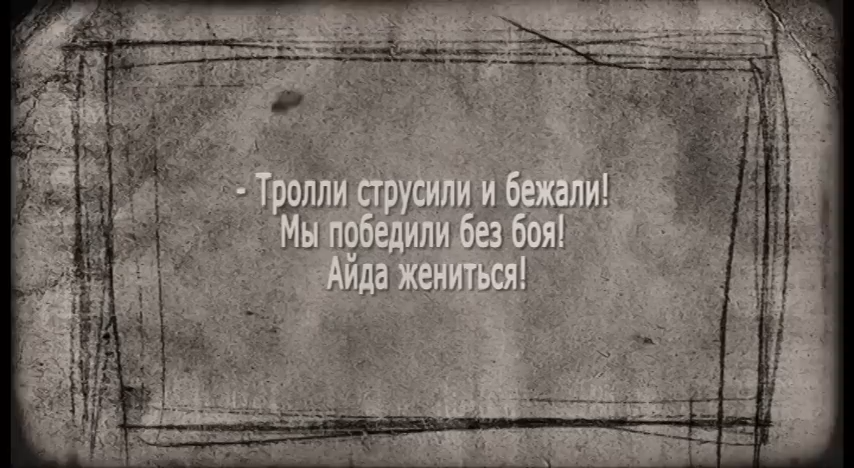 - Тролли струсили и бежали!
Мы победили без боя!
Айда жениться!